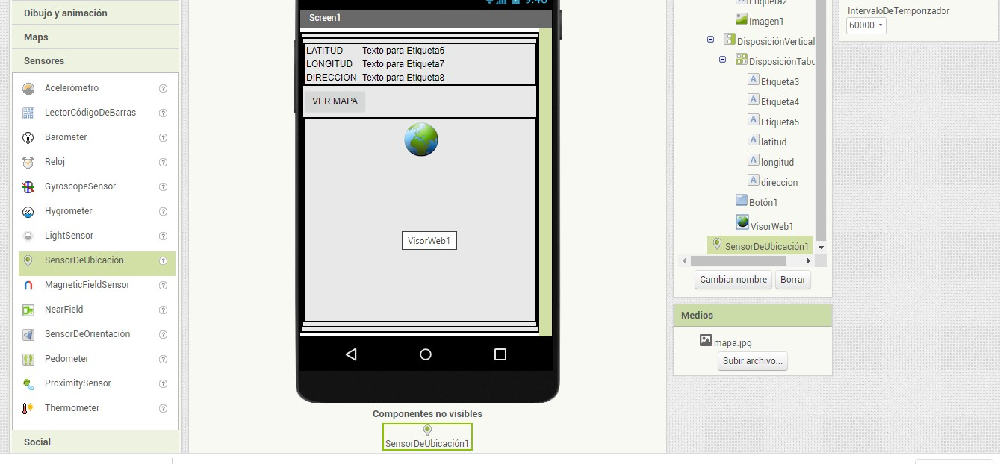 Dibujo y animación
Maps
Sensores
Acelerómetro
LectorCódigoDeBarras
Barometer
Reloj
GyroscopeSensor
Hygrometer
LightSensor
SensorDeUbicación
MagneticFieldSensor
NearField
SensorDeOrientación
Pedometer
ProximitySensor
Thermometer
Social
9:48
Screen1
LATITUD Texto para Etiqueta6
LONGITUD Texto para Etiqueta7
DIRECCION Texto para Etiqueta8
VER MAPA
VisorWeb1
Componentes no visibles
SensorDeUbicación1
Etiqueta2
Imagen1
DisposiciónVertical
DisposiciónTabu
Etiqueta3
Etiqueta4
Etiqueta5
latitud
longitud
direccion
Botón1
VisorWeb1
SensorDeUbicación1
Cambiar nombre Borrar
Medios
mapa.jpg
Subir archivo...
IntervaloDeTemporizador
60000